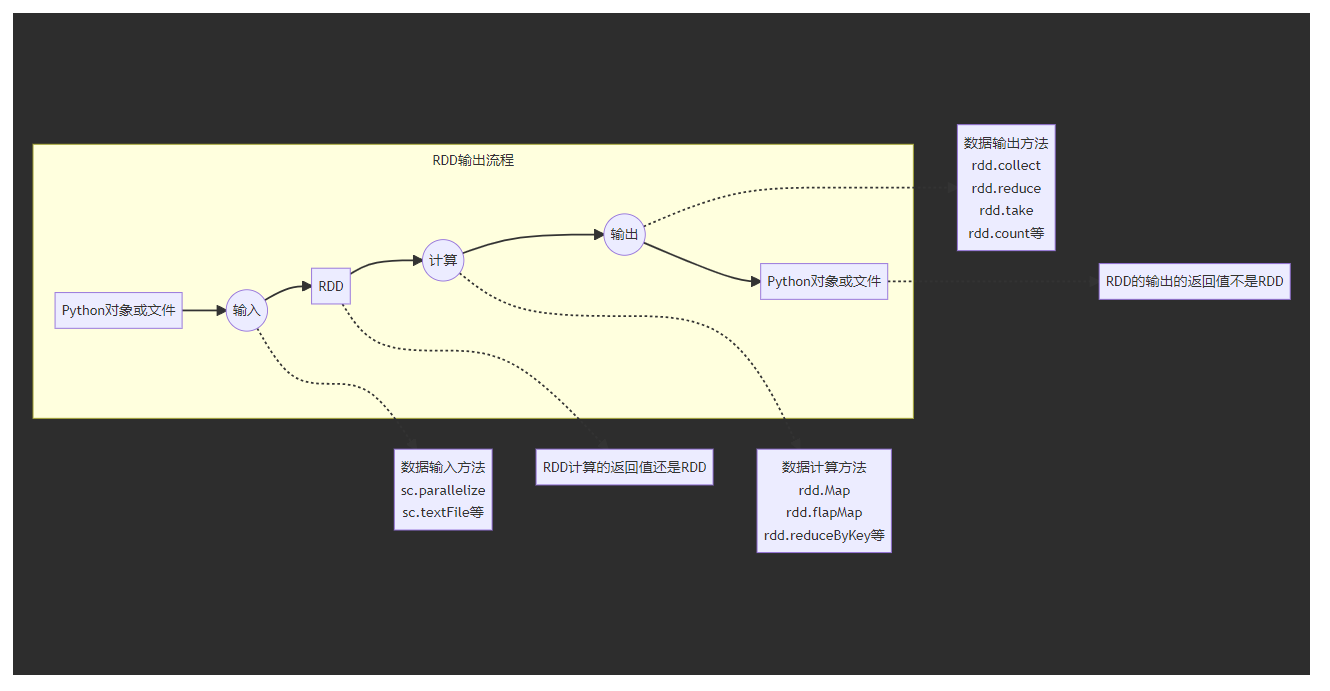 RDD输出流程
Python对象或文件
输入
RDD
计算
输出
Python对象或文件
数据输出方法
rdd.collect
rdd.reduce
rdd.take
rdd.count等
RDD的输出的返回值不是RDD
数据输入方法
sc.parallelize
sc.textFile等
RDD计算的返回值还是RDD
数据计算方法
rdd.Map
rdd.flapMap
rdd.reduceByKey等